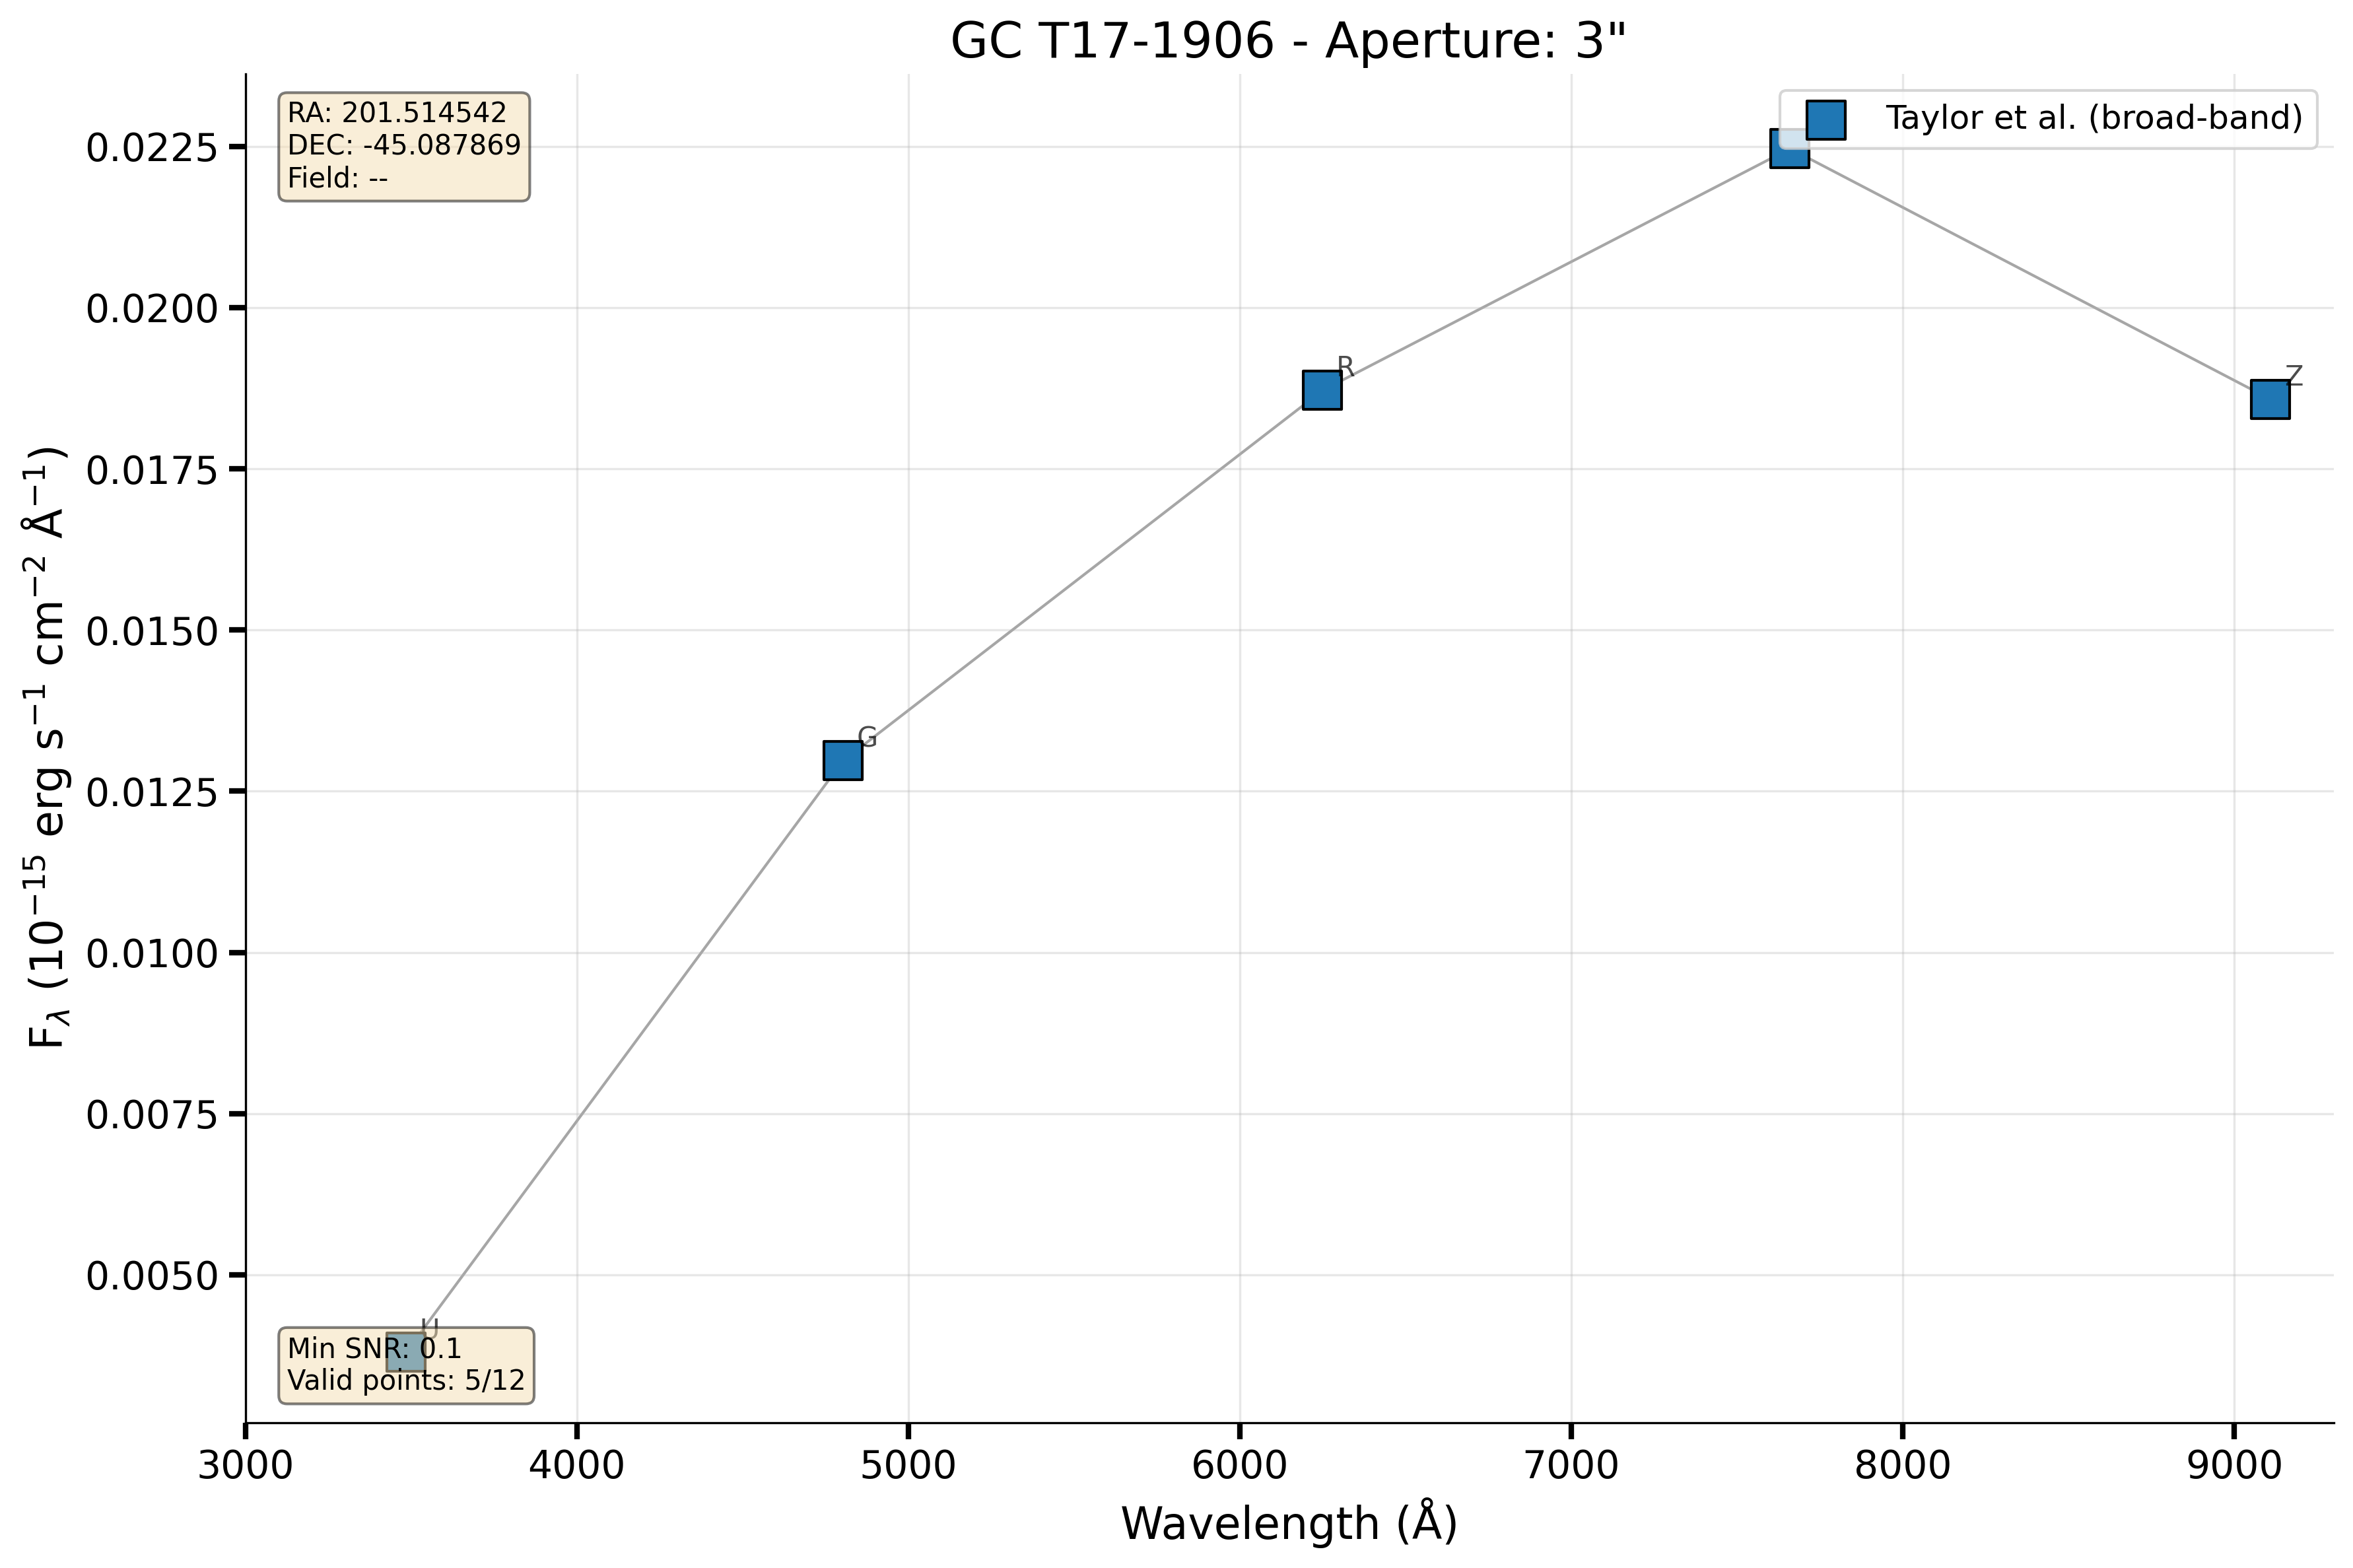 GC T17-1906 - Aperture: 3"
RA: 201.514542
DEC: -45.087869
Field: --
Taylor et al. (broad-band)
0.0225
0.0200
0.0175
0.0150
0.0125
0.0100
0.0075
0.0050
F_λ (10⁻¹⁵ erg s⁻¹ cm⁻² Å⁻¹)
U
G
R
Z
Min SNR: 0.1
Valid points: 5/12
3000 4000 5000 6000 7000 8000 9000
Wavelength (Å)